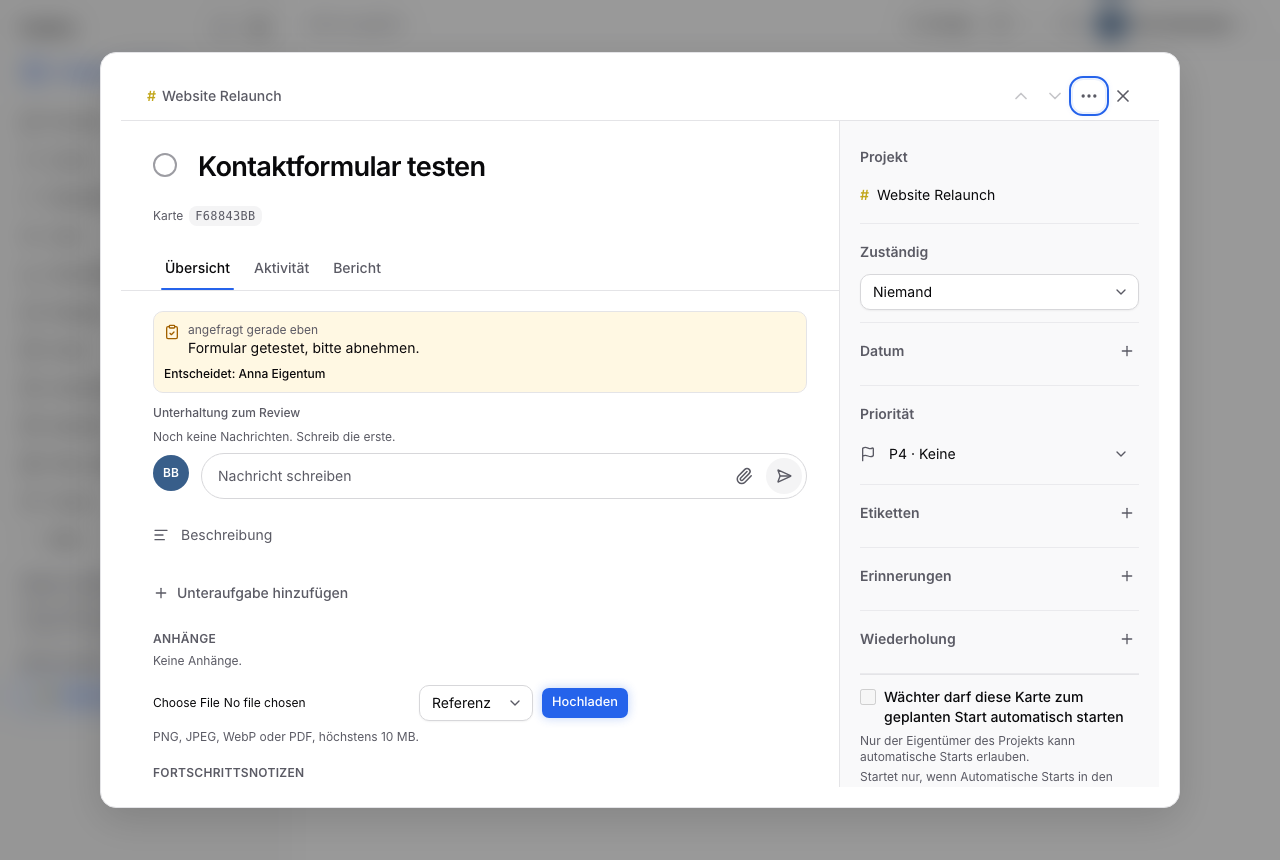 # Website Relaunch
Kontaktformular testen
Karte F68843BB
Übersicht Aktivität Bericht
angefragt gerade eben
Formular getestet, bitte abnehmen.
Entscheidet: Anna Eigentum
Unterhaltung zum Review
Noch keine Nachrichten. Schreib die erste.
BB
Nachricht schreiben
Beschreibung
Unteraufgabe hinzufügen
ANHÄNGE
Keine Anhänge.
Choose File No file chosen
Referenz
Hochladen
PNG, JPEG, WebP oder PDF, höchstens 10 MB.
FORTSCHRITTSNOTIZEN
Projekt
# Website Relaunch
Zuständig
Niemand
Datum
Priorität
P4 · Keine
Etiketten
Erinnerungen
Wiederholung
Wächter darf diese Karte zum
geplanten Start automatisch starten
Nur der Eigentümer des Projekts kann
automatische Starts erlauben.
Startet nur, wenn Automatische Starts in den